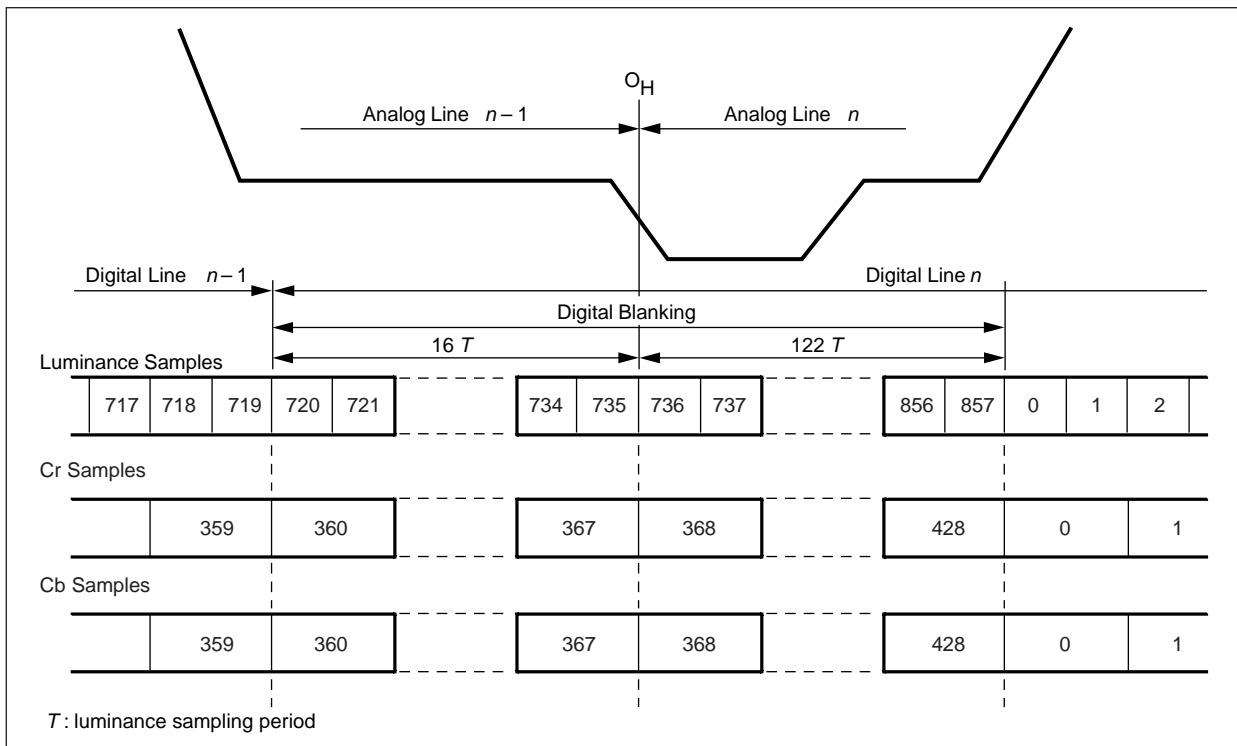 O_H
Analog Line n – 1 Analog Line n
Digital Line n – 1 Digital Line n
Digital Blanking
16 T 122 T
Luminance Samples
717 718 719 720 721 734 735 736 737 856 857 0 1 2
Cr Samples
359 360 367 368 428 0 1
Cb Samples
359 360 367 368 428 0 1
T : luminance sampling period